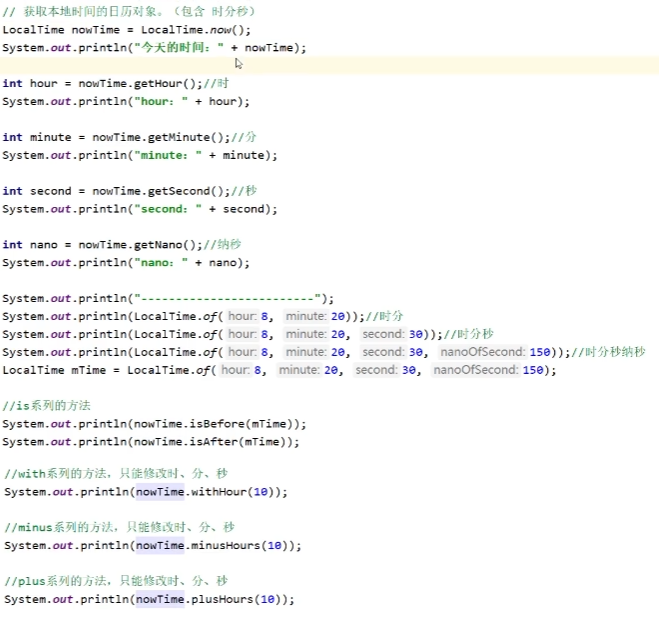 // 获取本地时间的日历对象。（包含 时分秒）
LocalTime nowTime = LocalTime.now();
System.out.println("今天的时间：" + nowTime);
int hour = nowTime.getHour();//时
System.out.println("hour：" + hour);
int minute = nowTime.getMinute();//分
System.out.println("minute：" + minute);
int second = nowTime.getSecond();//秒
System.out.println("second：" + second);
int nano = nowTime.getNano();//纳秒
System.out.println("nano：" + nano);
System.out.println("-------------------------");
System.out.println(LocalTime.of( hour: 8, minute: 20));//时分
System.out.println(LocalTime.of( hour: 8, minute: 20, second: 30));//时分秒
System.out.println(LocalTime.of( hour: 8, minute: 20, second: 30, nanoOfSecond: 150));//时分秒纳秒
LocalTime mTime = LocalTime.of( hour: 8, minute: 20, second: 30, nanoOfSecond: 150);
//is系列的方法
System.out.println(nowTime.isBefore(mTime));
System.out.println(nowTime.isAfter(mTime));
//with系列的方法，只能修改时、分、秒
System.out.println(nowTime.withHour(10));
//minus系列的方法，只能修改时、分、秒
System.out.println(nowTime.minusHours(10));
//plus系列的方法，只能修改时、分、秒
System.out.println(nowTime.plusHours(10));